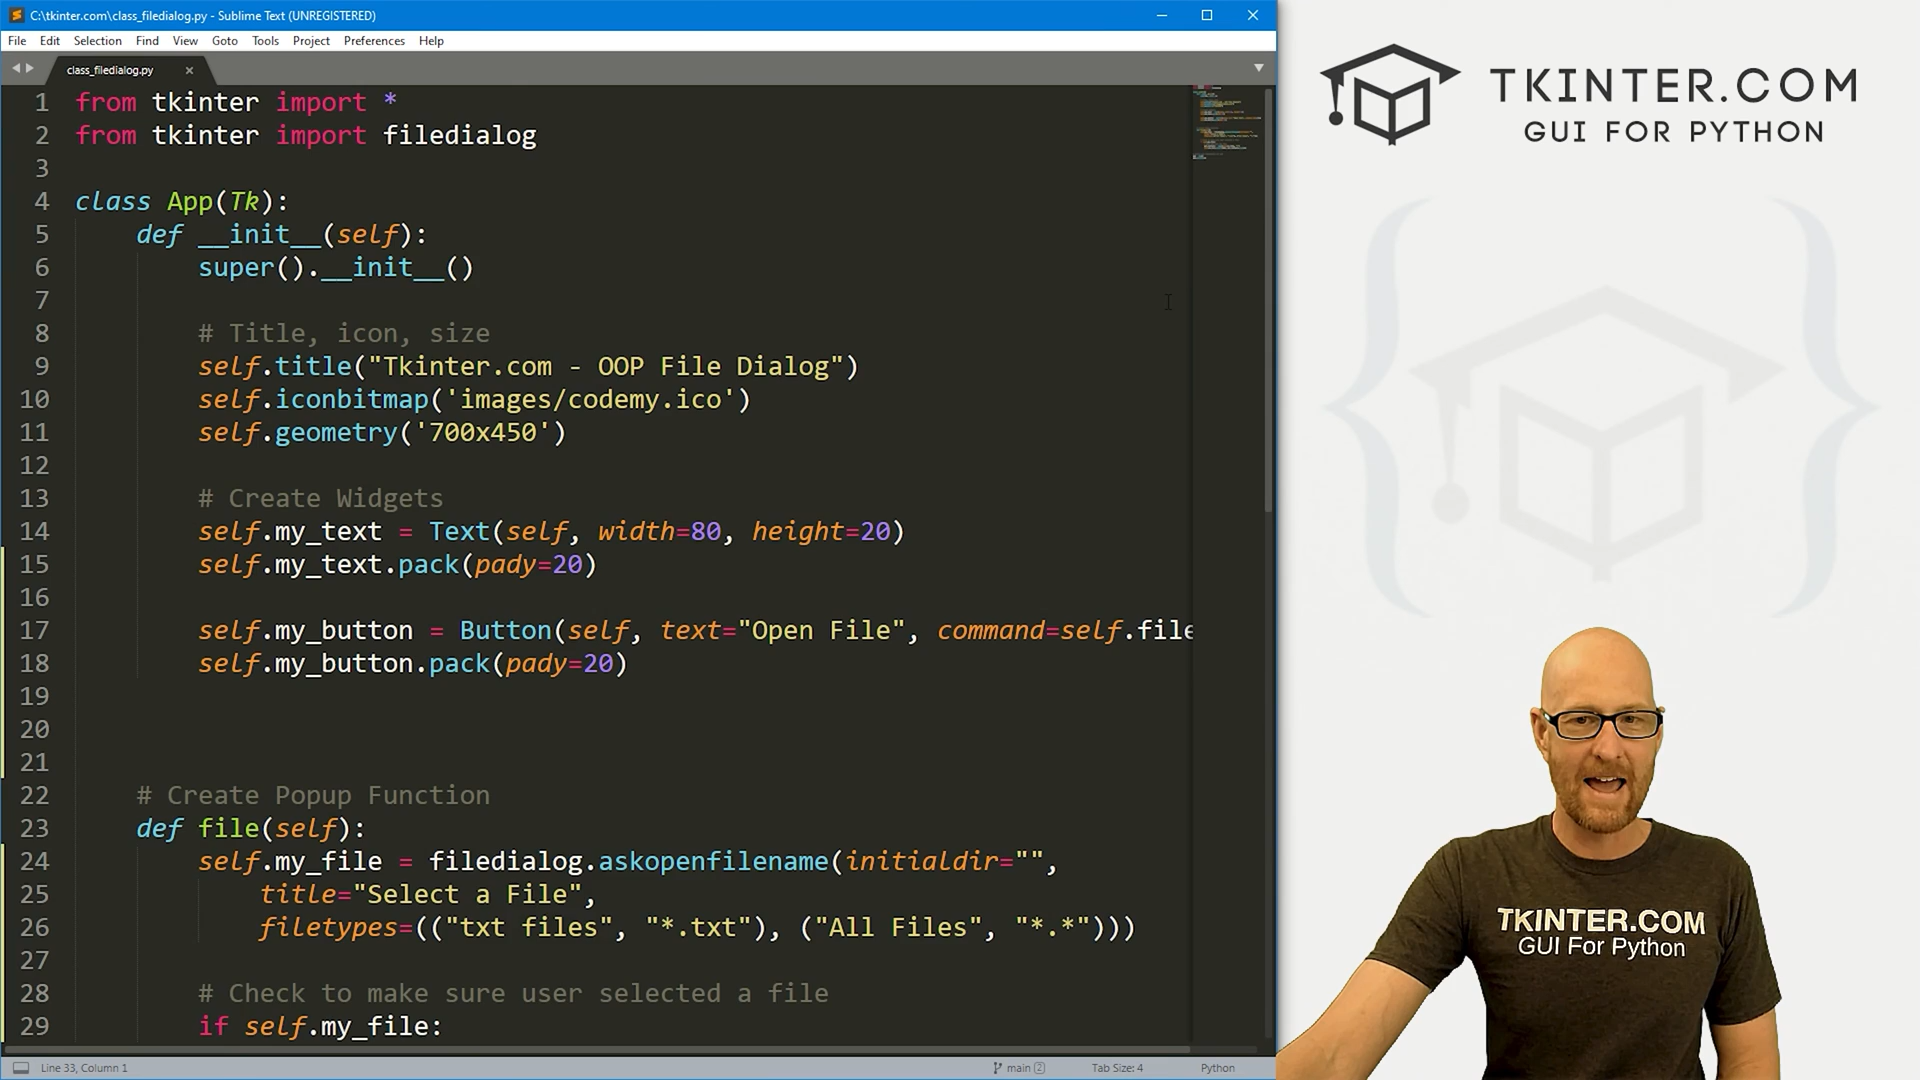 C:\tkinter.com\class_filedialog.py - Sublime Text (UNREGISTERED)
File Edit Selection Find View Goto Tools Project Preferences Help
class_filedialog.py
1 from tkinter import *
2 from tkinter import filedialog
3
4 class App(Tk):
5 def __init__(self):
6 super().__init__()
7
8 # Title, icon, size
9 self.title("Tkinter.com - OOP File Dialog")
10 self.iconbitmap('images/codemy.ico')
11 self.geometry('700x450')
12
13 # Create Widgets
14 self.my_text = Text(self, width=80, height=20)
15 self.my_text.pack(pady=20)
16
17 self.my_button = Button(self, text="Open File", command=self.file
18 self.my_button.pack(pady=20)
19
20
21
22 # Create Popup Function
23 def file(self):
24 self.my_file = filedialog.askopenfilename(initialdir="",
25 title="Select a File",
26 filetypes=(("txt files", "*.txt"), ("All Files", "*.*")))
27
28 # Check to make sure user selected a file
29 if self.my_file:
Line 33, Column 1
main 2
Tab Size: 4
Python
TKINTER.COM
GUI FOR PYTHON
TKINTER.COM
GUI For Python